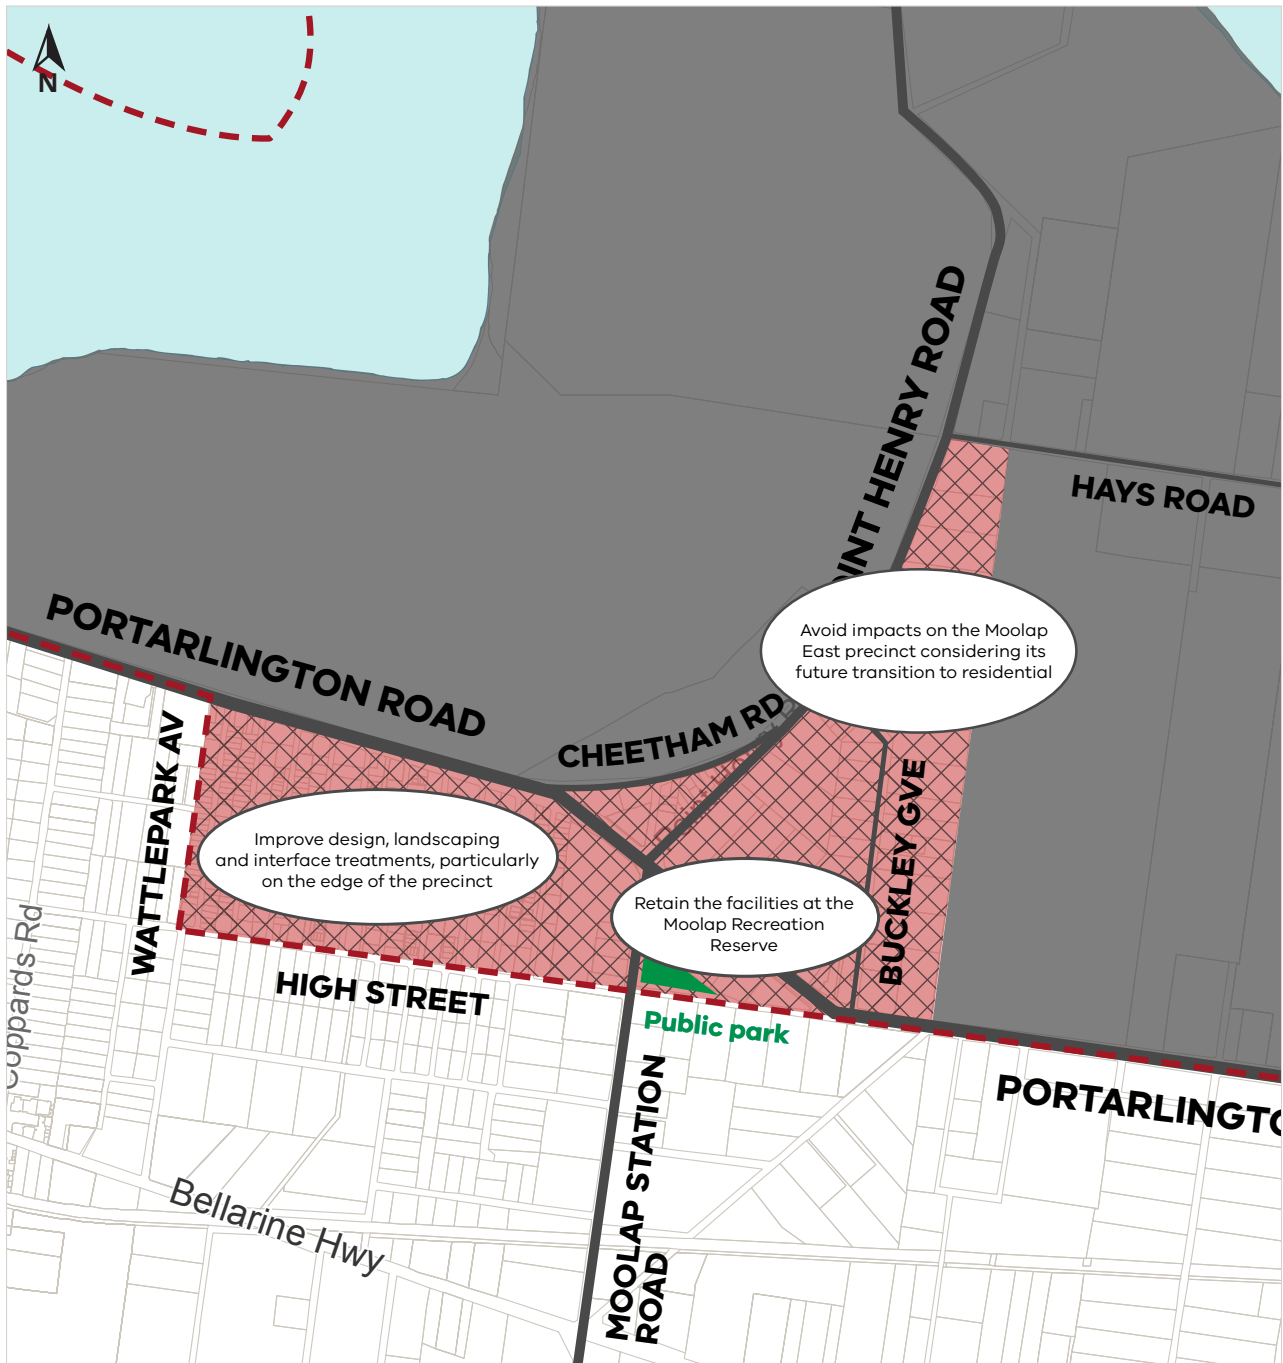 N
POINT HENRY ROAD
HAYS ROAD
PORTARLINGTON ROAD
Avoid impacts on the Moolap
East precinct considering its
future transition to residential
CHEETHAM RD
WATTLEPARK AV
BUCKLEY GVE
Improve design, landscaping
and interface treatments, particularly
on the edge of the precinct
Retain the facilities at the
Moolap Recreation
Reserve
Coppards Rd
HIGH STREET
Public park
PORTARLINGTO
MOOLAP STATION
ROAD
Bellarine Hwy